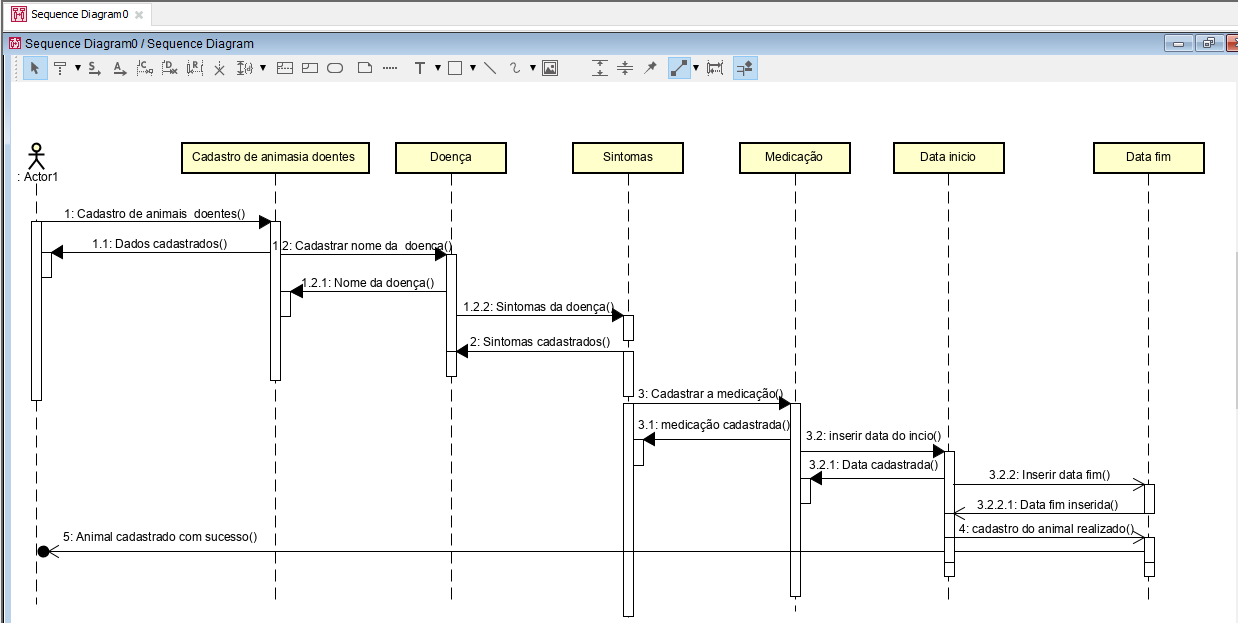 Sequence Diagram0
Sequence Diagram0 / Sequence Diagram
: Actor1
Cadastro de animasia doentes
Doença
Sintomas
Medicação
Data inicio
Data fim
1: Cadastro de animais  doentes()
1.1: Dados cadastrados()
1.2: Cadastrar nome da  doença()
1.2.1: Nome da doença()
1.2.2: Sintomas da doença()
2: Sintomas cadastrados()
3: Cadastrar a medicação()
3.1: medicação cadastrada()
3.2: inserir data do incio()
3.2.1: Data cadastrada()
3.2.2: Inserir data fim()
3.2.2.1: Data fim inserida()
4: cadastro do animal realizado()
5: Animal cadastrado com sucesso()